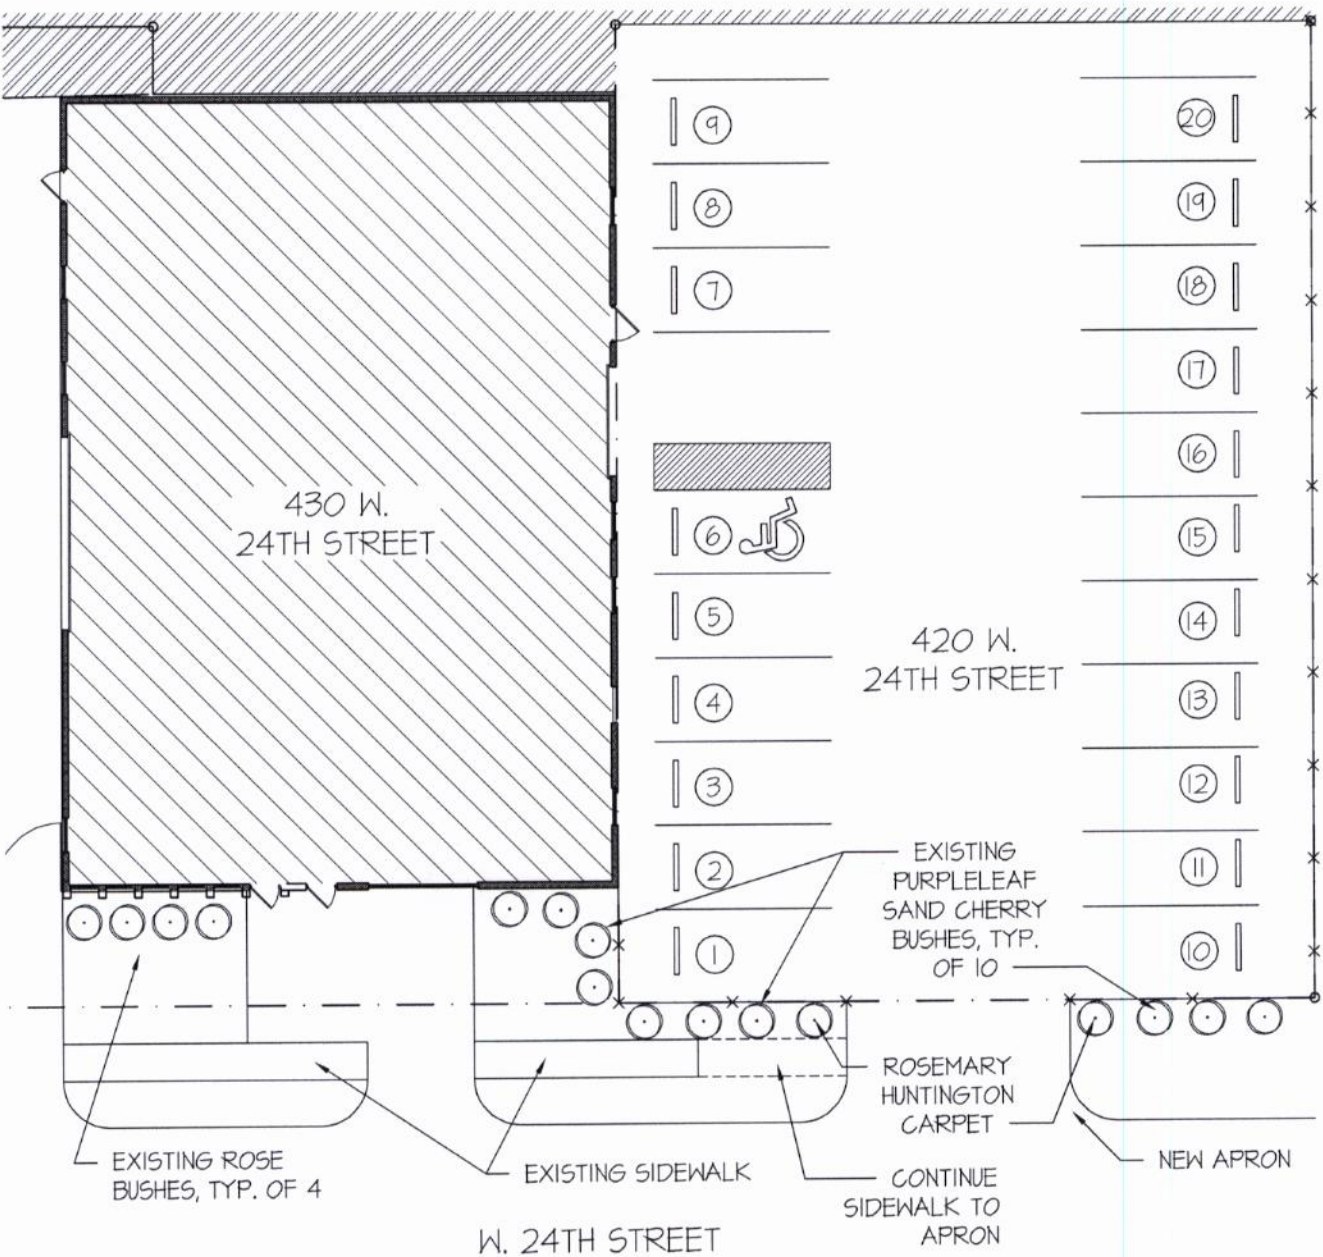 9
8
7
6
5
4
3
2
1
20
19
18
17
16
15
14
13
12
11
10
430 W.
24TH STREET
420 W.
24TH STREET
EXISTING
PURPLELEAF
SAND CHERRY
BUSHES, TYP.
OF 10
ROSEMARY
HUNTINGTON
CARPET
EXISTING ROSE
BUSHES, TYP. OF 4
EXISTING SIDEWALK
CONTINUE
SIDEWALK TO
APRON
NEW APRON
W. 24TH STREET